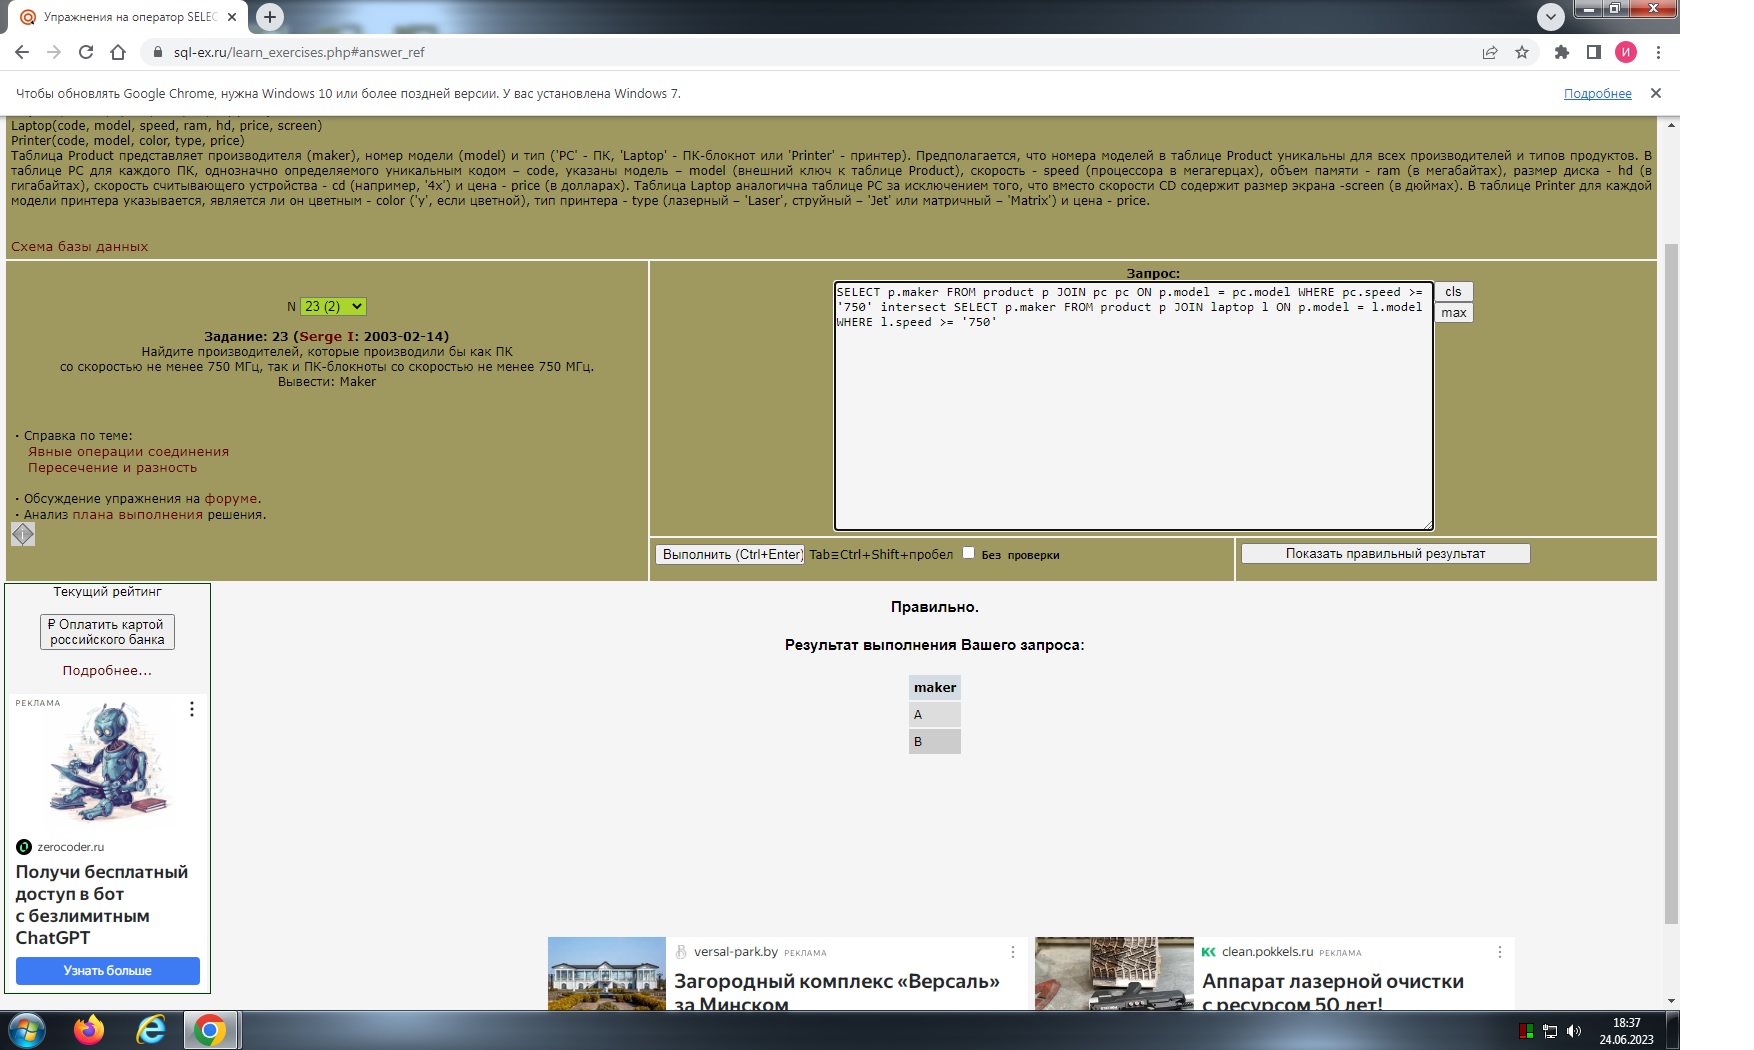 Упражнения на оператор SELEC
sql-ex.ru/learn_exercises.php#answer_ref
И
Чтобы обновлять Google Chrome, нужна Windows 10 или более поздней версии. У вас установлена Windows 7.
Подробнее
Laptop(code, model, speed, ram, hd, price, screen)
Printer(code, model, color, type, price)
Таблица Product представляет производителя (maker), номер модели (model) и тип ('PC' - ПК, 'Laptop' - ПК-блокнот или 'Printer' - принтер). Предполагается, что номера моделей в таблице Product уникальны для всех производителей и типов продуктов. В
таблице PC для каждого ПК, однозначно определяемого уникальным кодом – code, указаны модель – model (внешний ключ к таблице Product), скорость - speed (процессора в мегагерцах), объем памяти - ram (в мегабайтах), размер диска - hd (в
гигабайтах), скорость считывающего устройства - cd (например, '4x') и цена - price (в долларах). Таблица Laptop аналогична таблице РС за исключением того, что вместо скорости CD содержит размер экрана -screen (в дюймах). В таблице Printer для каждой
модели принтера указывается, является ли он цветным - color ('y', если цветной), тип принтера - type (лазерный – 'Laser', струйный – 'Jet' или матричный – 'Matrix') и цена - price.
Схема базы данных
N 23 (2)
Задание: 23 (Serge I: 2003-02-14)
Найдите производителей, которые производили бы как ПК
со скоростью не менее 750 МГц, так и ПК-блокноты со скоростью не менее 750 МГц.
Вывести: Maker
• Справка по теме:
Явные операции соединения
Пересечение и разность
• Обсуждение упражнения на форуме.
• Анализ плана выполнения решения.
Запрос:
SELECT p.maker FROM product p JOIN pc pc ON p.model = pc.model WHERE pc.speed >=
'750' intersect SELECT p.maker FROM product p JOIN laptop l ON p.model = l.model
WHERE l.speed >= '750'
cls
max
Выполнить (Ctrl+Enter) Tab≡Ctrl+Shift+пробел Без проверки
Показать правильный результат
Текущий рейтинг
₽ Оплатить картой
российского банка
Подробнее...
РЕКЛАМА
zerocoder.ru
Получи бесплатный
доступ в бот
с безлимитным
ChatGPT
Узнать больше
Правильно.
Результат выполнения Вашего запроса:
maker
A
B
versal-park.by РЕКЛАМА
Загородный комплекс «Версаль»
за Минском
clean.pokkels.ru РЕКЛАМА
Аппарат лазерной очистки
с ресурсом 50 лет!
18:37
24.06.2023